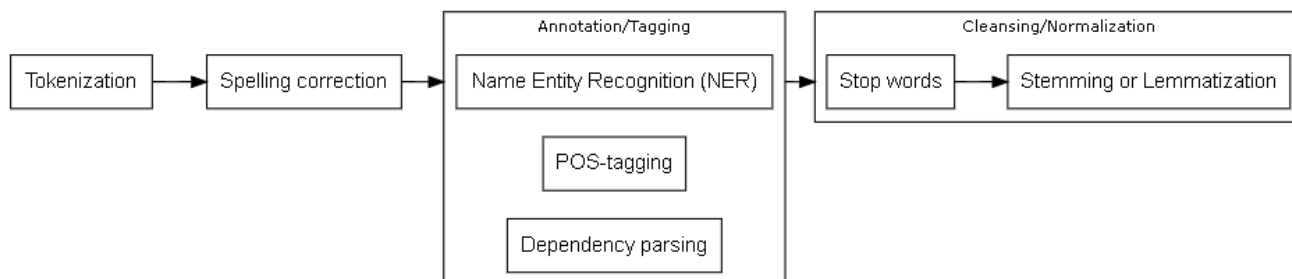 Annotation/Tagging
Cleansing/Normalization
Tokenization
Spelling correction
Name Entity Recognition (NER)
Stop words
Stemming or Lemmatization
POS-tagging
Dependency parsing